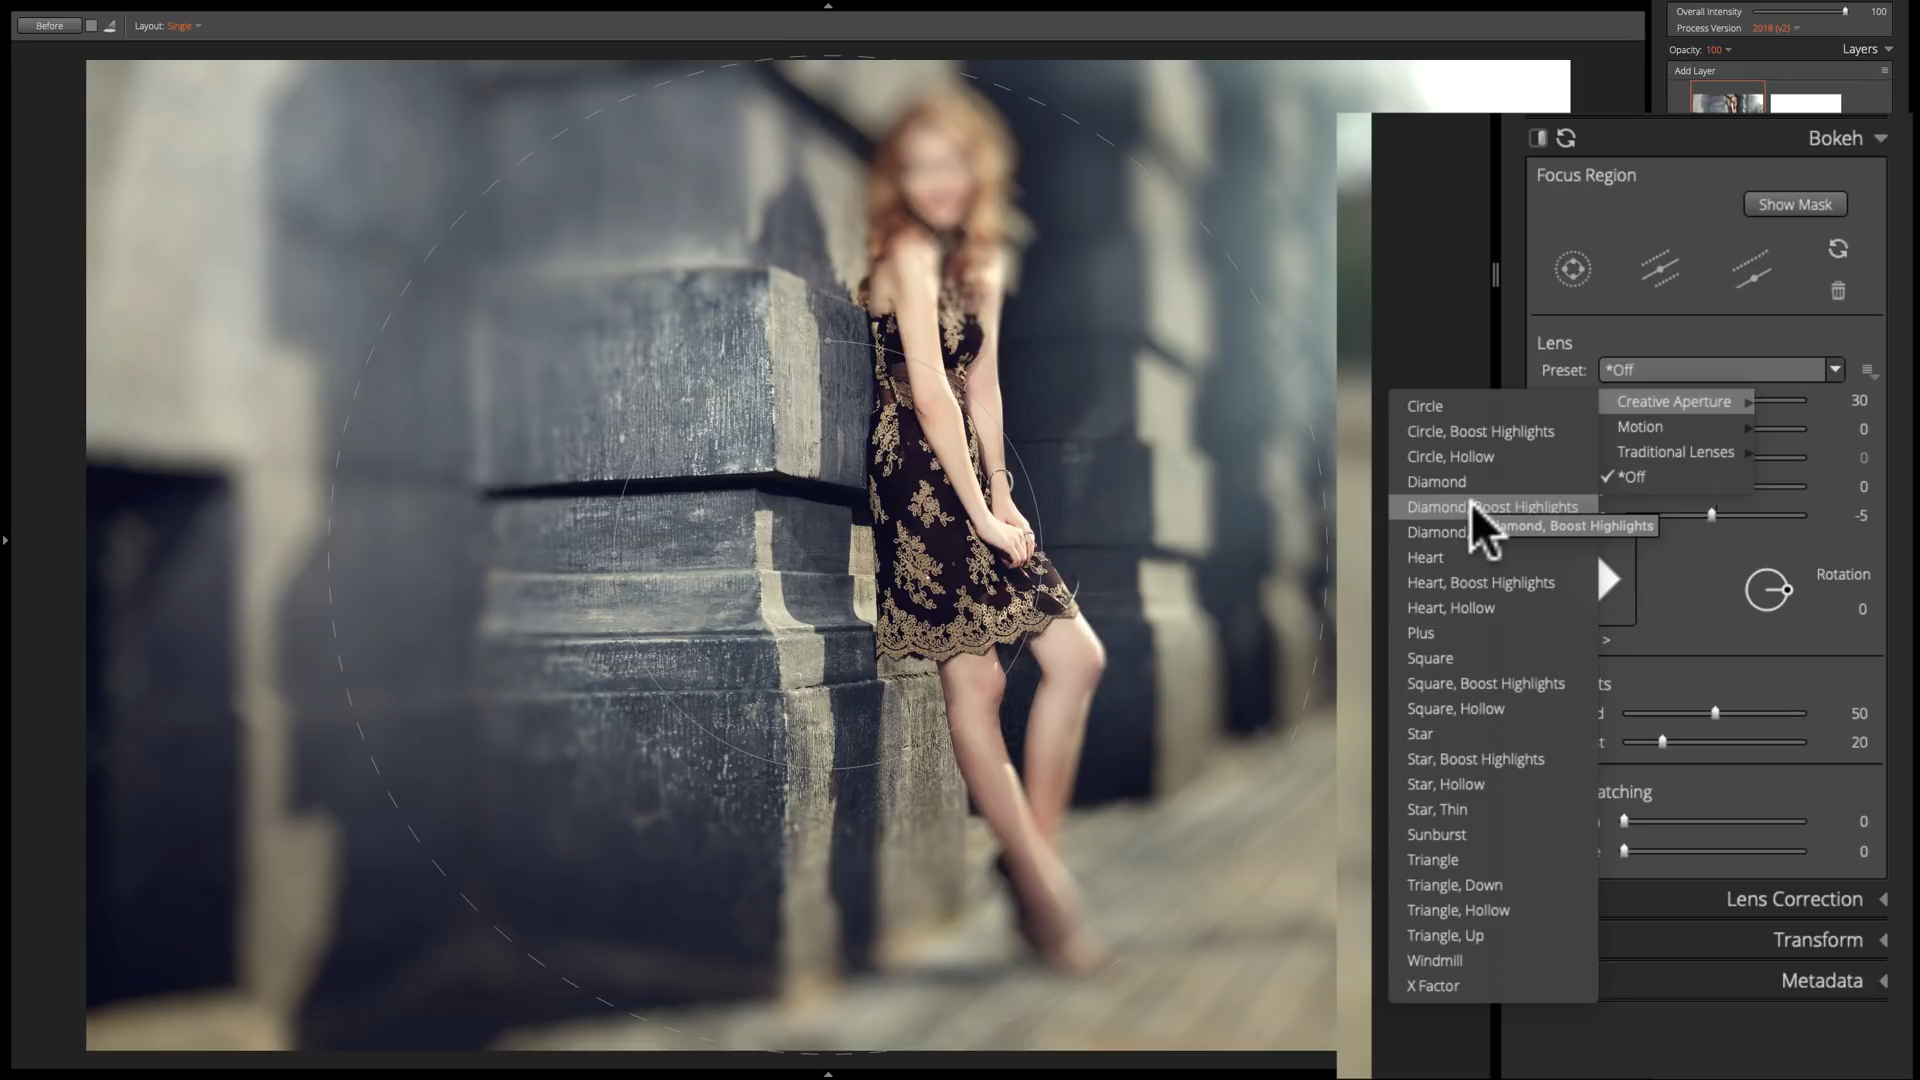 Before
Layout: Single
Overall Intensity 100
Process Version 2018 (v2)
Opacity: 100
Layers
Add Layer
Bokeh
Focus Region
Show Mask
Lens
Preset: *Off
Creative Aperture
Motion
Traditional Lenses
*Off
30
0
0
0
-5
Circle
Circle, Boost Highlights
Circle, Hollow
Diamond
Diamond, Boost Highlights
Diamond, Boost Highlights
Diamond,
Heart
Heart, Boost Highlights
Heart, Hollow
Plus
Square
Square, Boost Highlights
Square, Hollow
Star
Star, Boost Highlights
Star, Hollow
Star, Thin
Sunburst
Triangle
Triangle, Down
Triangle, Hollow
Triangle, Up
Windmill
X Factor
Rotation
0
>
50
20
0
0
Lens Correction
Transform
Metadata